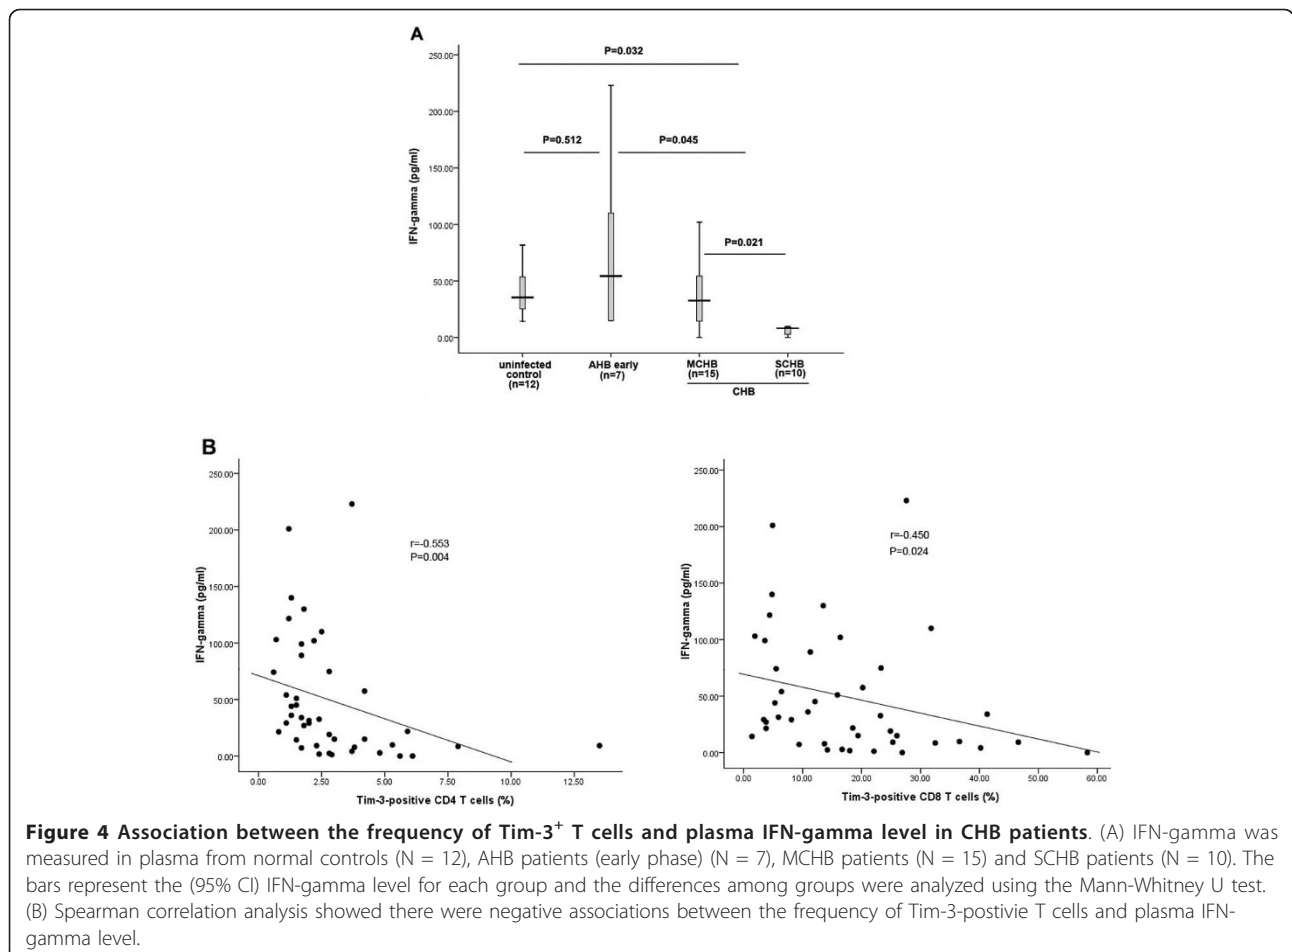 A
P=0.032
250.00
200.00
P=0.512
P=0.045
150.00
IFN-gamma (pg/ml)
100.00
P=0.021
50.00
0.00
uninfected control (n=12)
AHB early (n=7)
MCHB (n=15)
SCHB (n=10)
CHB
B
250.00
200.00
r=-0.553
P=0.004
150.00
IFN-gamma (pg/ml)
100.00
50.00
0.00
0.00 2.50 5.00 7.50 10.00 12.50
Tim-3-positive CD4 T cells (%)
250.00
200.00
r=-0.450
P=0.024
150.00
IFN-gamma (pg/ml)
100.00
50.00
0.00
0.00 10.00 20.00 30.00 40.00 50.00 60.00
Tim-3-positive CD8 T cells (%)
Figure 4 Association between the frequency of Tim-3⁺ T cells and plasma IFN-gamma level in CHB patients. (A) IFN-gamma was
measured in plasma from normal controls (N = 12), AHB patients (early phase) (N = 7), MCHB patients (N = 15) and SCHB patients (N = 10). The
bars represent the (95% CI) IFN-gamma level for each group and the differences among groups were analyzed using the Mann-Whitney U test.
(B) Spearman correlation analysis showed there were negative associations between the frequency of Tim-3-postivie T cells and plasma IFN-
gamma level.